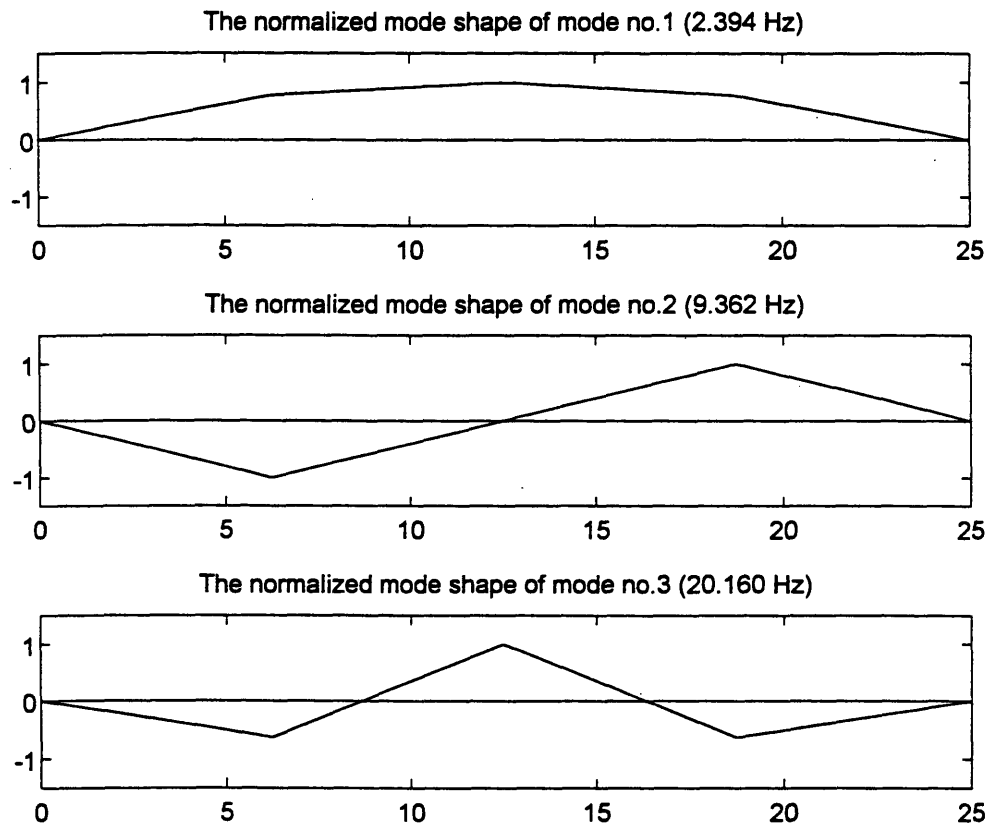 The normalized mode shape of mode no.1 (2.394 Hz)
1
0
-1
0 5 10 15 20 25
The normalized mode shape of mode no.2 (9.362 Hz)
1
0
-1
0 5 10 15 20 25
The normalized mode shape of mode no.3 (20.160 Hz)
1
0
-1
0 5 10 15 20 25